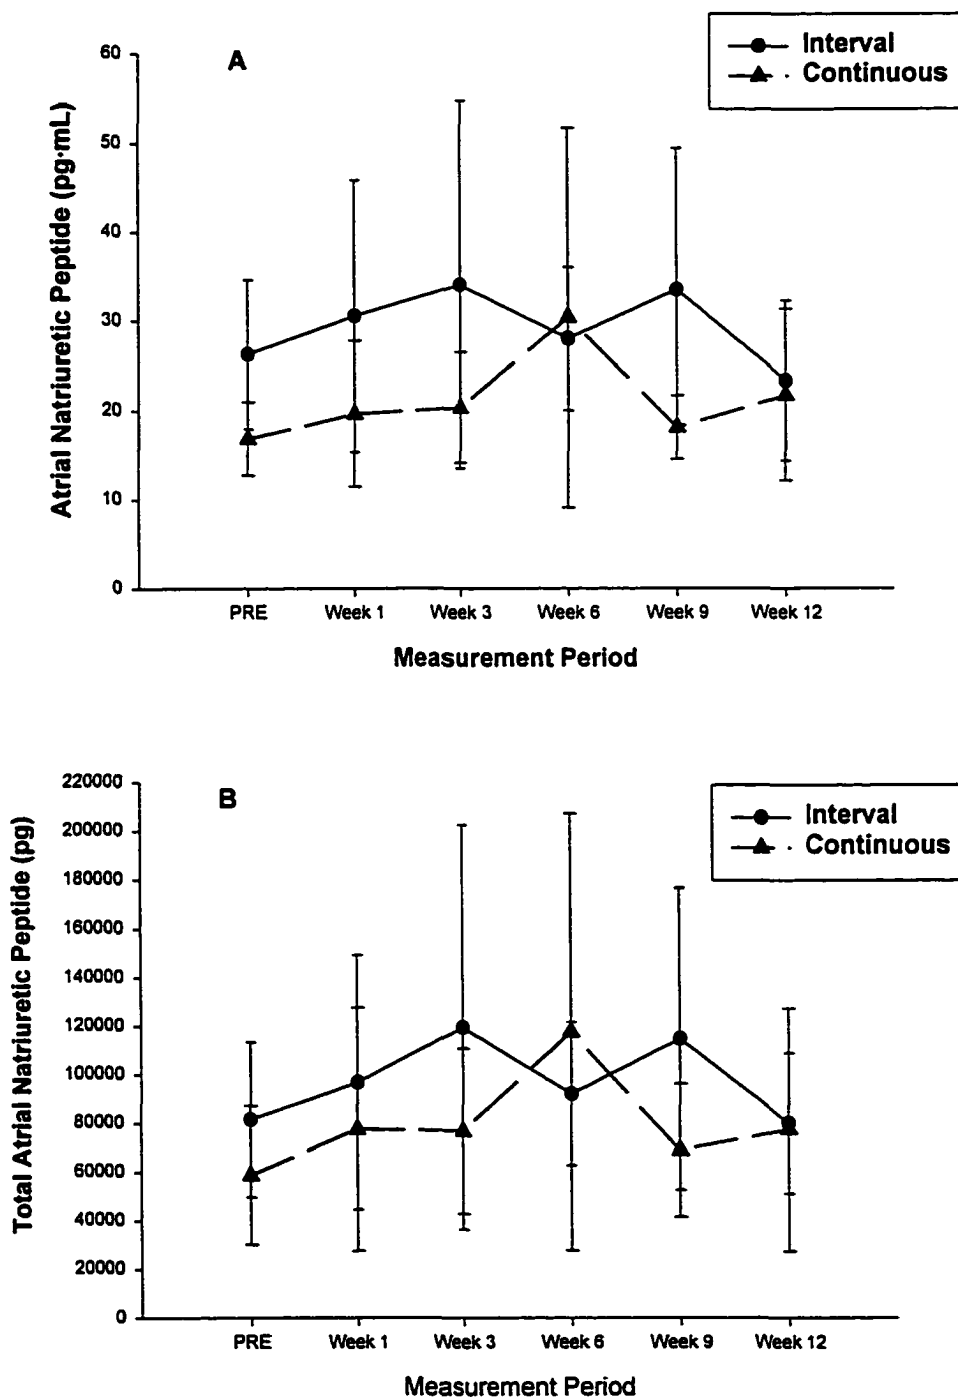 A
Interval
Continuous
Atrial Natriuretic Peptide (pg·mL)
60
50
40
30
20
10
0
PRE Week 1 Week 3 Week 6 Week 9 Week 12
Measurement Period
B
Interval
Continuous
Total Atrial Natriuretic Peptide (pg)
220000
200000
180000
160000
140000
120000
100000
80000
60000
40000
20000
0
PRE Week 1 Week 3 Week 6 Week 9 Week 12
Measurement Period